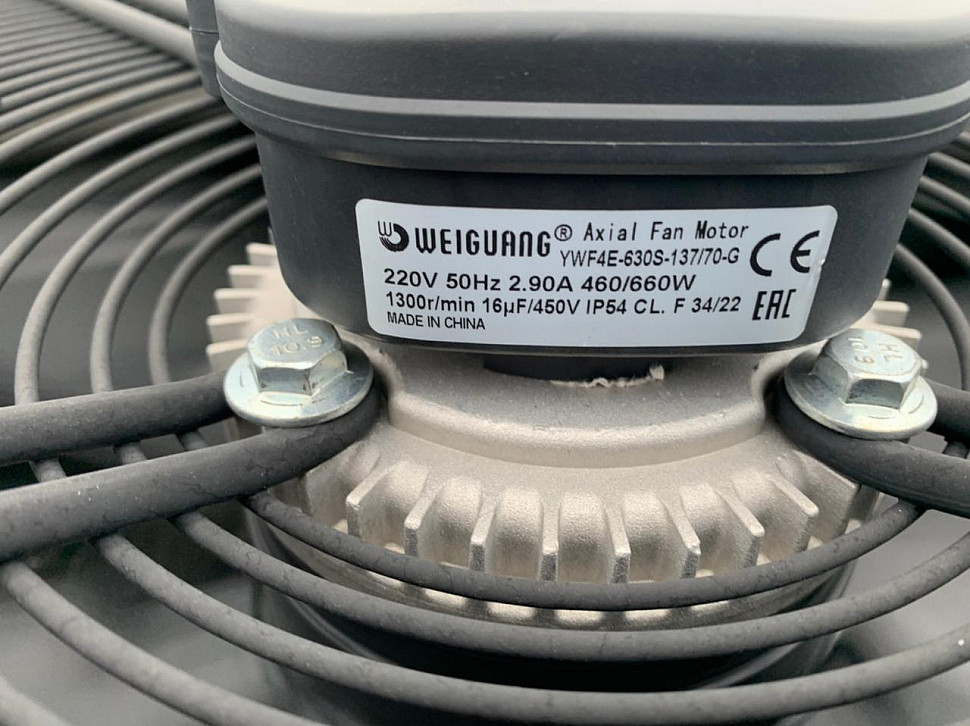 WEIGUANG® Axial Fan Motor
YWF4E-630S-137/70-G
CE
220V 50Hz 2.90A 460/660W
1300r/min 16µF/450V IP54 CL. F 34/22
EAC
MADE IN CHINA
HL
10.9
HL
10.9